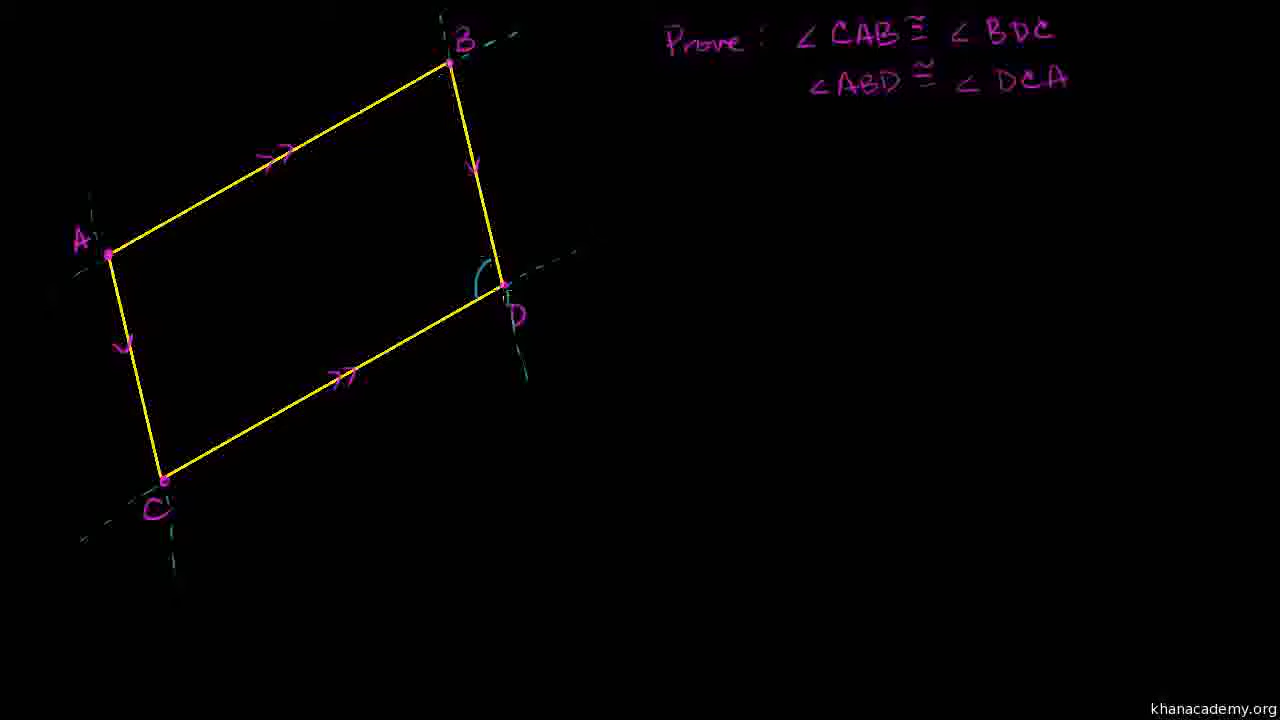 Prove: ∠CAB ≅ ∠BDC
∠ABD ≅ ∠DCA
B
A
D
C
khanacademy.org